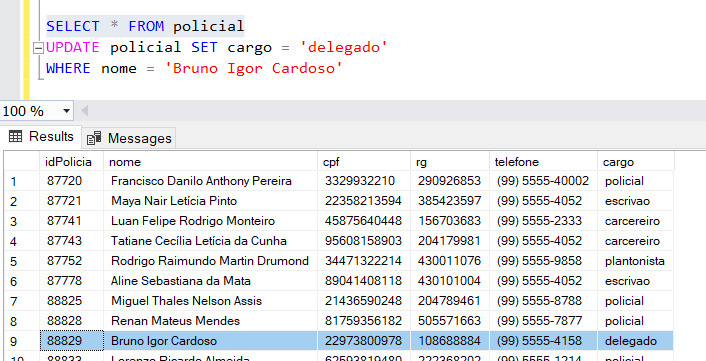 SELECT * FROM policial
UPDATE policial SET cargo = 'delegado'
WHERE nome = 'Bruno Igor Cardoso'
100 %
Results Messages
idPolicia nome cpf rg telefone cargo
1 87720 Francisco Danilo Anthony Pereira 3329932210 290926853 (99) 5555-40002 policial
2 87721 Maya Nair Letícia Pinto 22358213594 385423597 (99) 5555-4052 escrivao
3 87741 Luan Felipe Rodrigo Monteiro 45875640448 156703683 (99) 5555-2333 carcereiro
4 87743 Tatiane Cecília Letícia da Cunha 95608158903 204179981 (99) 5555-4052 carcereiro
5 87752 Rodrigo Raimundo Martin Drumond 34471322214 430011076 (99) 5555-9858 plantonista
6 87778 Aline Sebastiana da Mata 89041408118 430101004 (99) 5555-4052 escrivao
7 88825 Miguel Thales Nelson Assis 21436590248 204789461 (99) 5555-8788 policial
8 88828 Renan Mateus Mendes 81759356182 505571663 (99) 5555-7877 policial
9 88829 Bruno Igor Cardoso 22973800978 108688884 (99) 5555-4158 delegado
10 88833 Lorenzo Ricardo Almeida 62593819480 222368202 (99) 5555-1214 policial